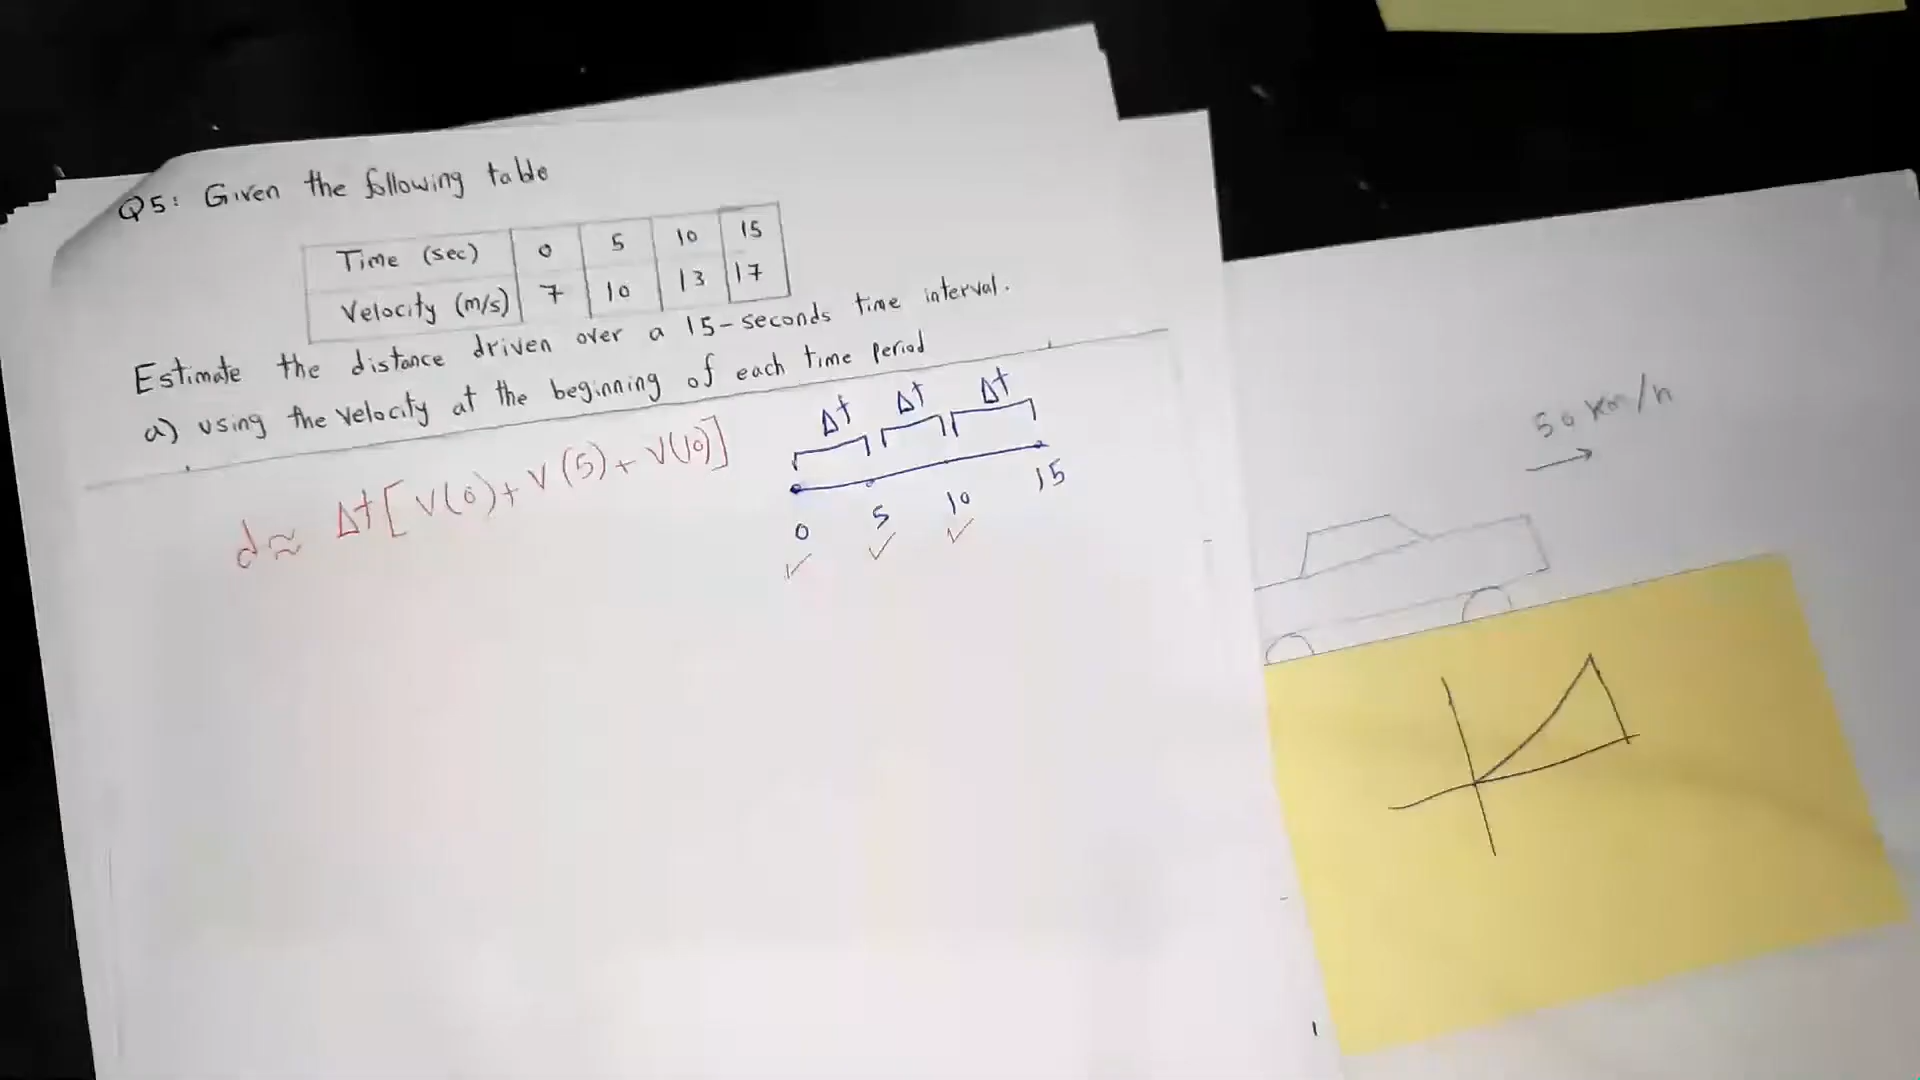 Q5: Given the following table
Time (sec) 0 5 10 15
Velocity (m/s) 7 10 13 17
Estimate the distance driven over a 15-seconds time interval.
a) using the velocity at the beginning of each time period
Δt Δt Δt
d≈ Δt[V(0)+V(5)+V(10)]
0 5 10 15
50 km/h